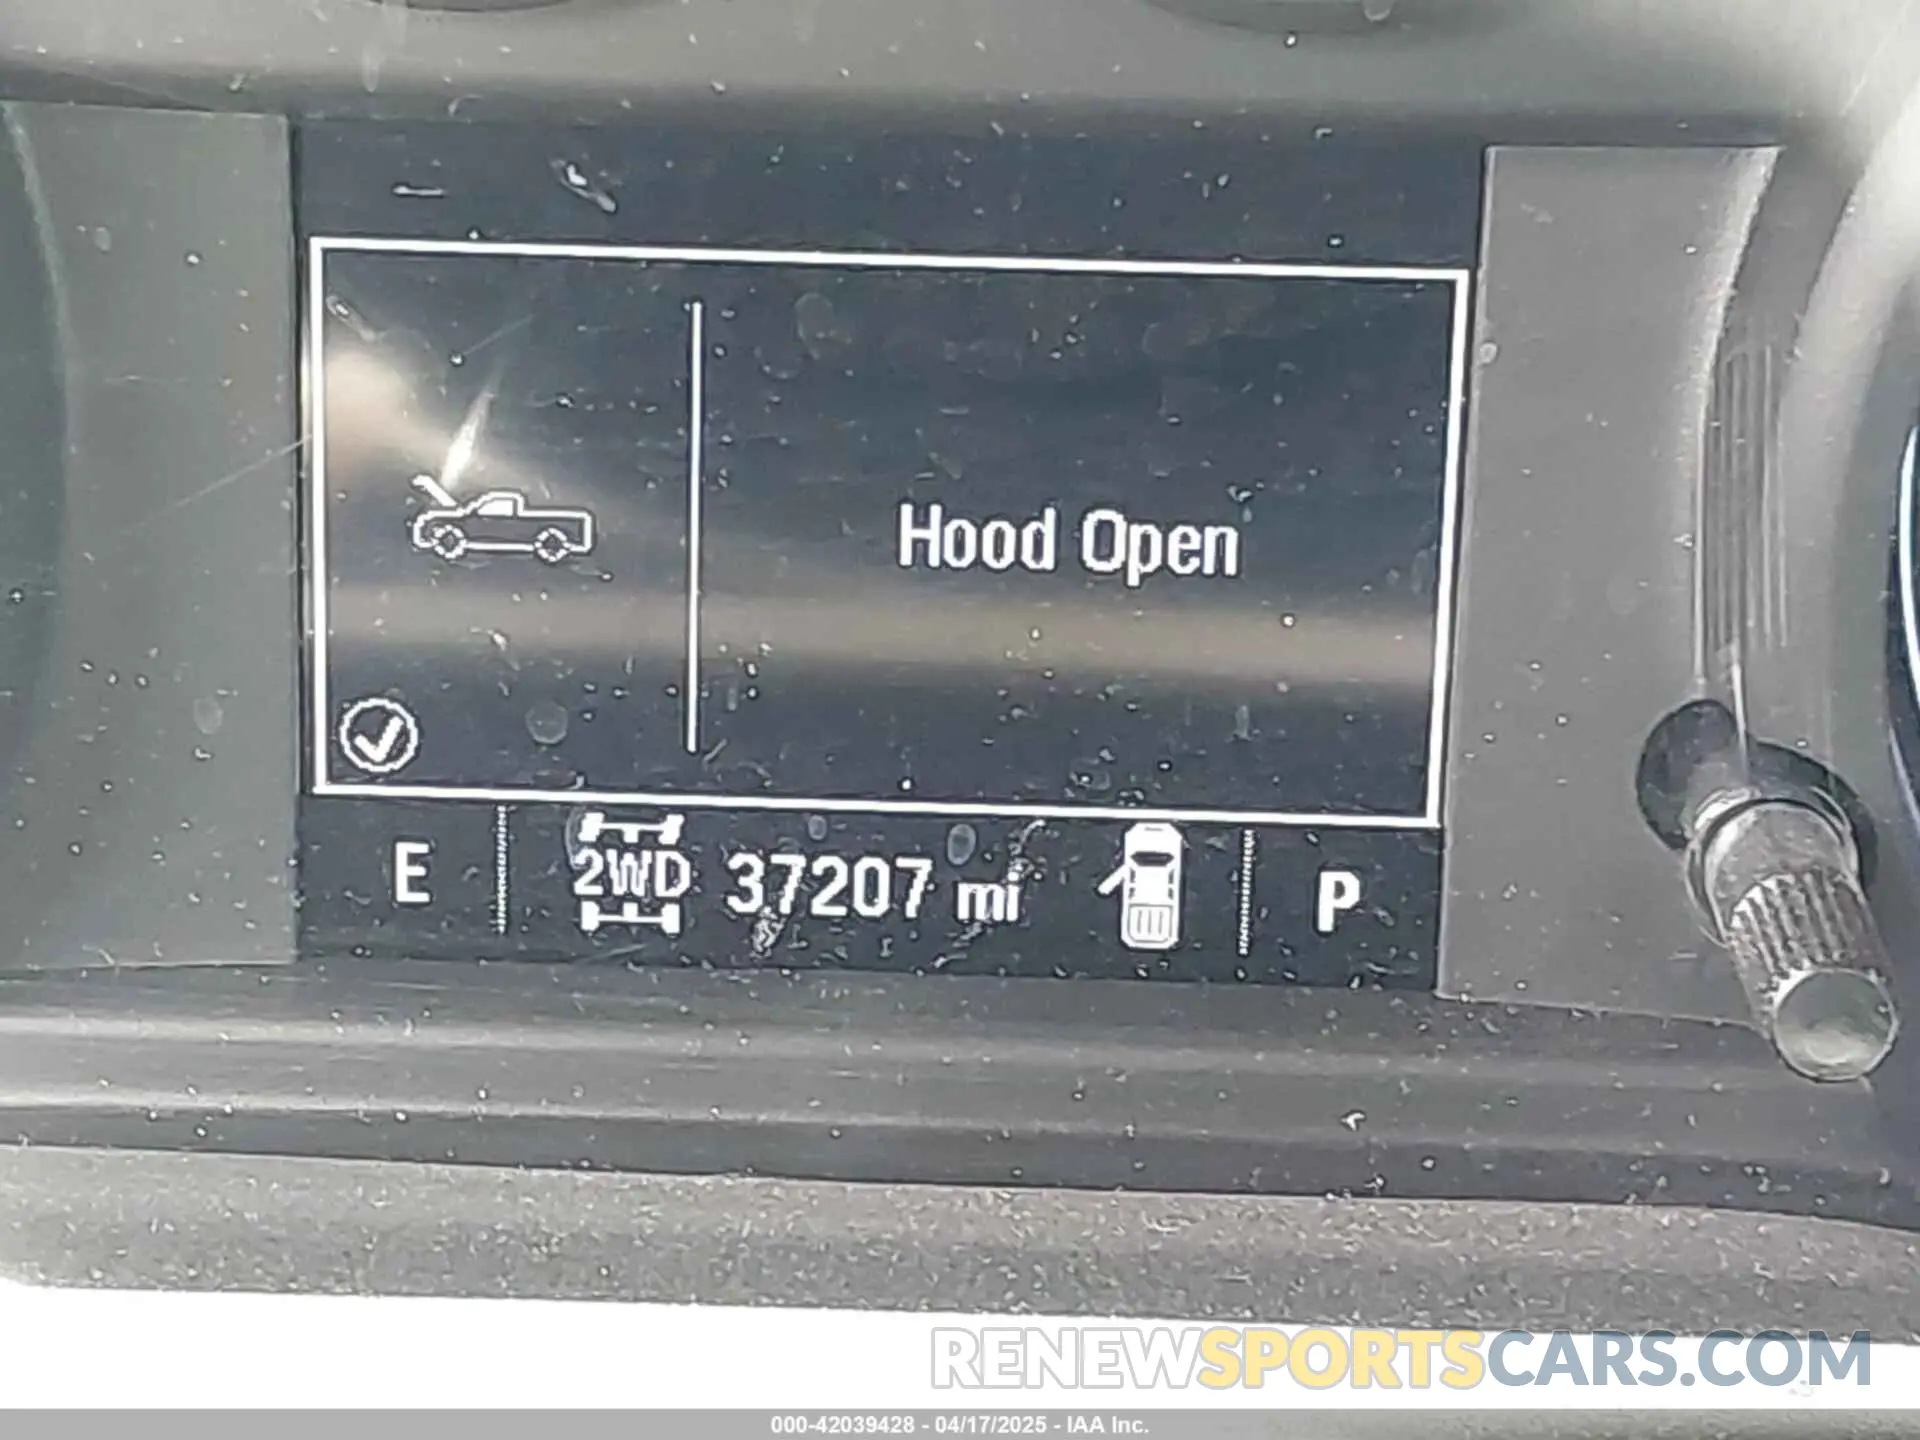 Hood Open
E 2WD 37207 mi P
RENEWSPORTSCARS.COM
000-42039428 - 04/17/2025 - IAA Inc.